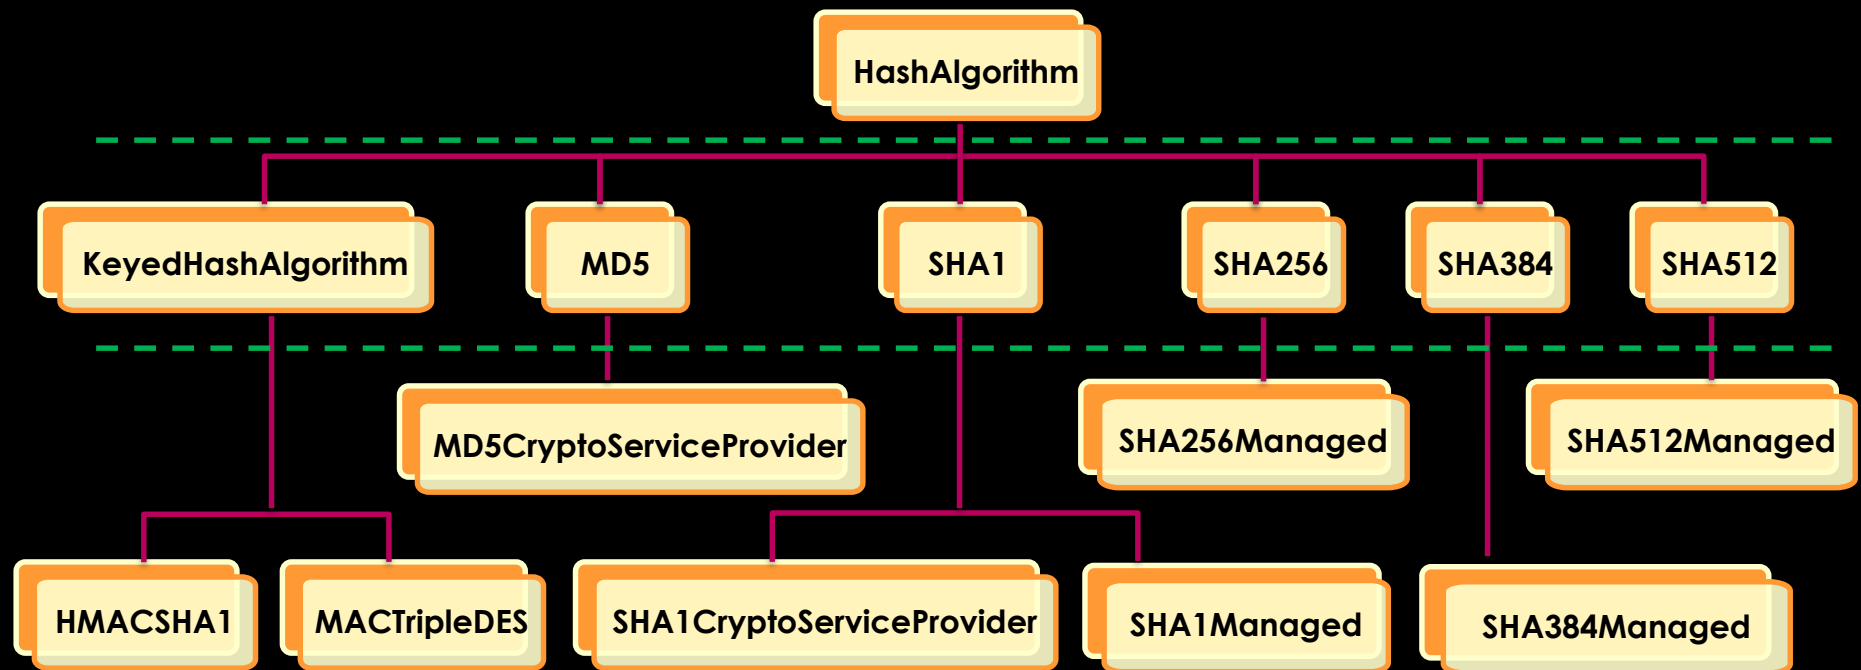 HashAlgorithm
KeyedHashAlgorithm
MD5
SHA1
SHA256
SHA384
SHA512
MD5CryptoServiceProvider
SHA256Managed
SHA512Managed
HMACSHA1
MACTripleDES
SHA1CryptoServiceProvider
SHA1Managed
SHA384Managed